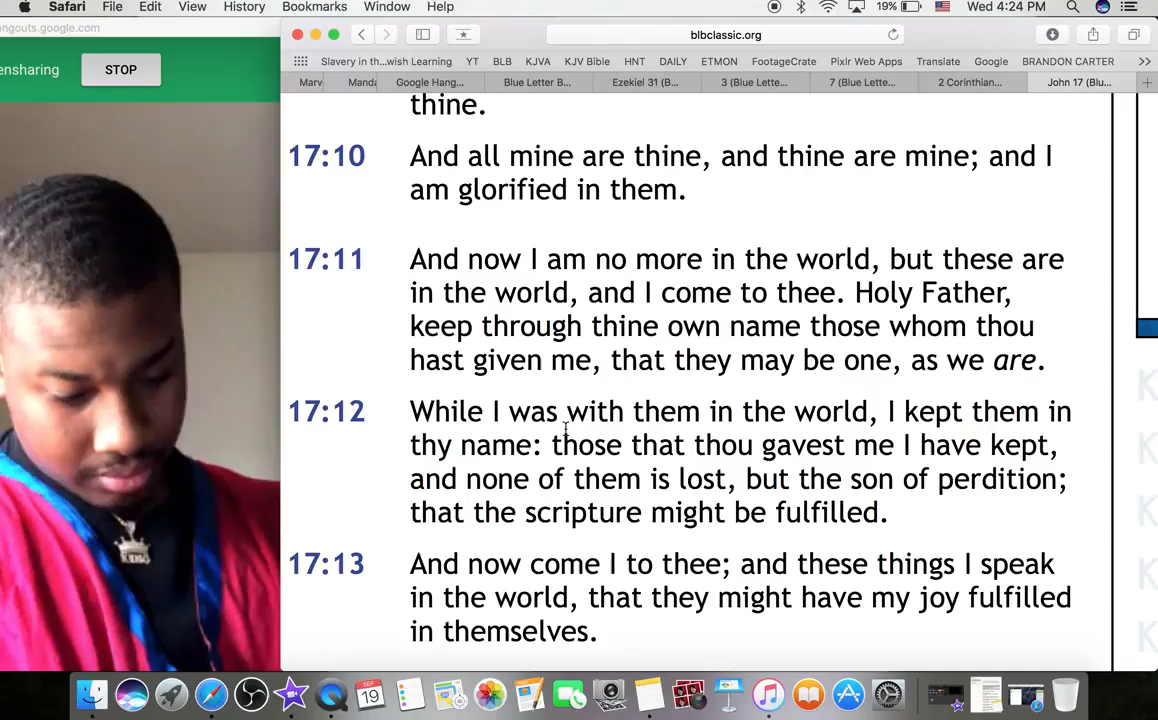 Safari File Edit View History Bookmarks Window Help 19% Wed 4:24 PM
angouts.google.com
blbclassic.org
ensharing STOP
Slavery in th...wish Learning YT BLB KJVA KJV Bible HNT DAILY ETMON FootageCrate Pixlr Web Apps Translate Google BRANDON CARTER
Marv Manda Google Hang... Blue Letter B... Ezekiel 31 (B... 3 (Blue Lette... 7 (Blue Lette... 2 Corinthian... John 17 (Blu...
thine.
17:10 And all mine are thine, and thine are mine; and I
am glorified in them.
17:11 And now I am no more in the world, but these are
in the world, and I come to thee. Holy Father,
keep through thine own name those whom thou
hast given me, that they may be one, as we are.
17:12 While I was with them in the world, I kept them in
thy name: those that thou gavest me I have kept,
and none of them is lost, but the son of perdition;
that the scripture might be fulfilled.
17:13 And now come I to thee; and these things I speak
in the world, that they might have my joy fulfilled
in themselves.
K
K
K
SEP
19